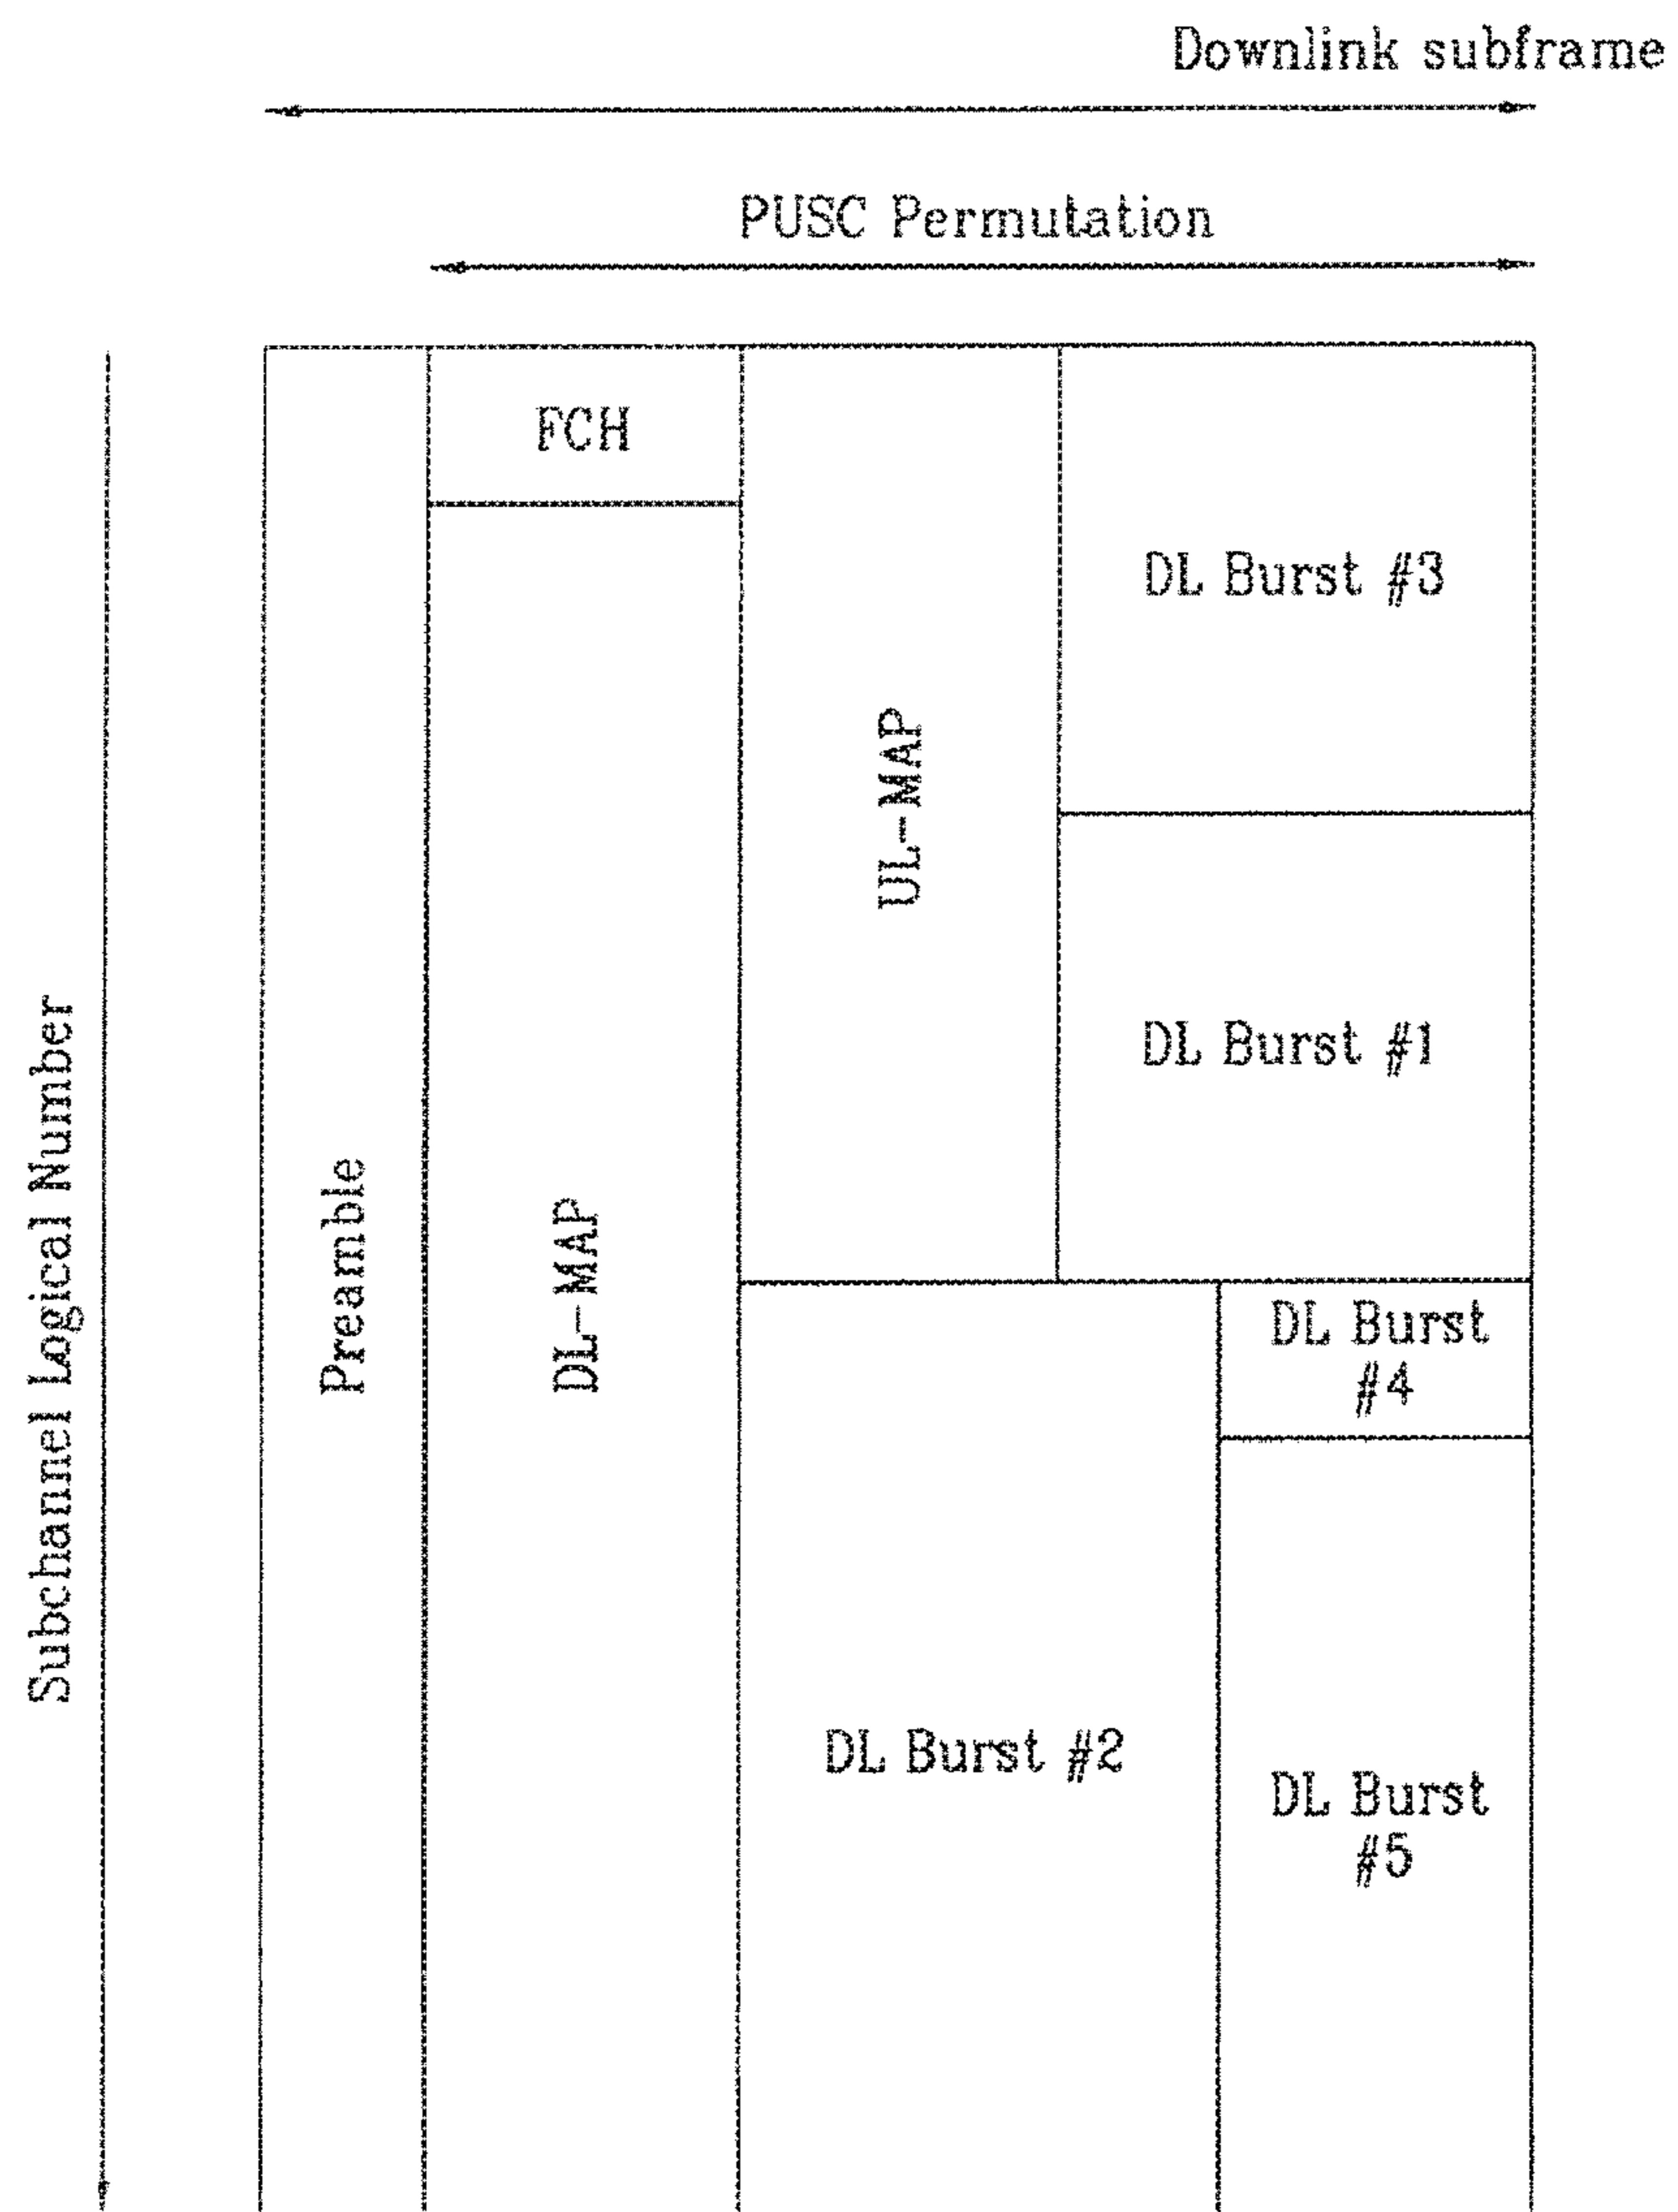 Downlink subframe
PUSC Permutation
FCH
DL Burst #3
UL-MAP
DL Burst #1
Subchannel Logical Number
Preamble
DL-MAP
DL Burst
#4
DL Burst #2
DL Burst
#5